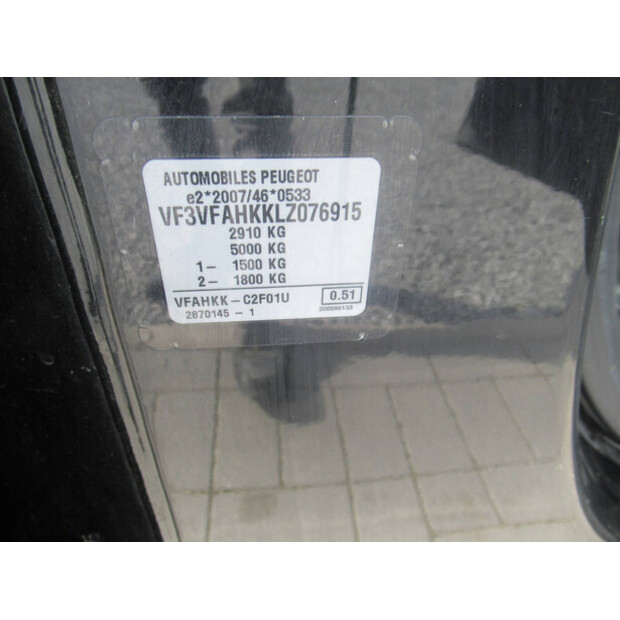 AUTOMOBILES PEUGEOT
e2*2007/46*0533
VF3VFAHKKLZ076915
2910 KG
5000 KG
1- 1500 KG
2- 1800 KG
VFAHKK-C2F01U 0.51
2870145-1